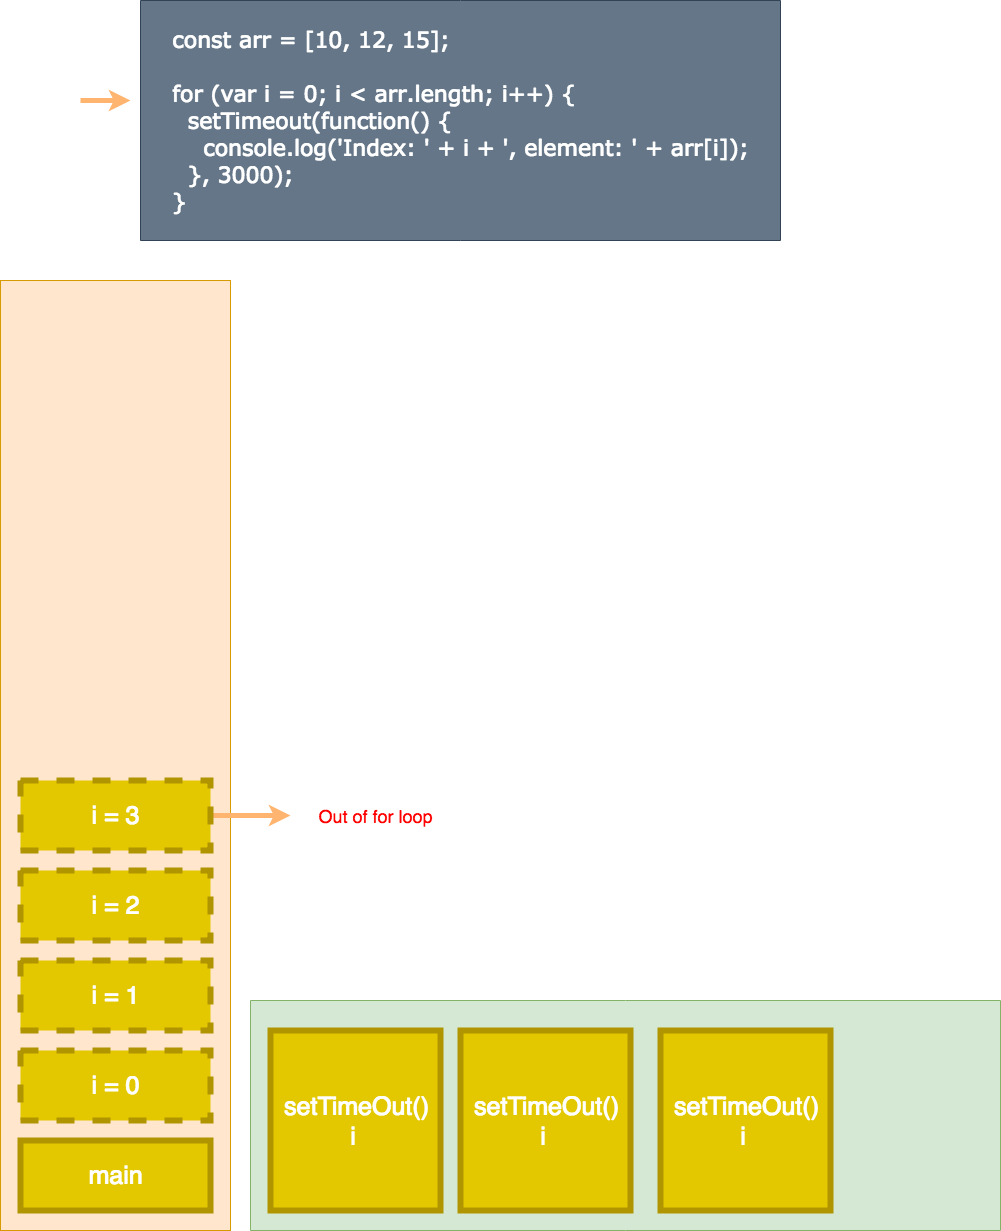 const arr = [10, 12, 15];
for (var i = 0; i < arr.length; i++) {
  setTimeout(function() {
    console.log('Index: ' + i + ', element: ' + arr[i]);
  }, 3000);
}
i = 3
Out of for loop
i = 2
i = 1
i = 0
main
setTimeOut()
i
setTimeOut()
i
setTimeOut()
i